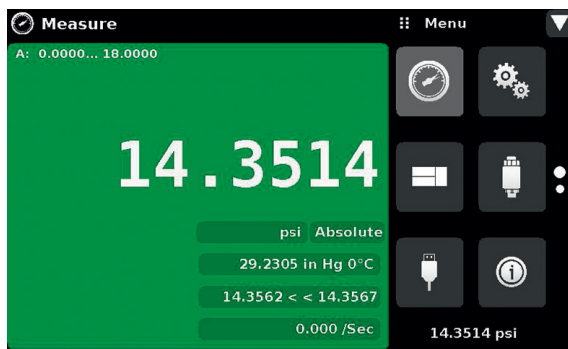 Measure
Menu
A: 0.0000... 18.0000
14.3514
psi Absolute
29.2305 in Hg 0°C
14.3562 < < 14.3567
0.000 /Sec
14.3514 psi